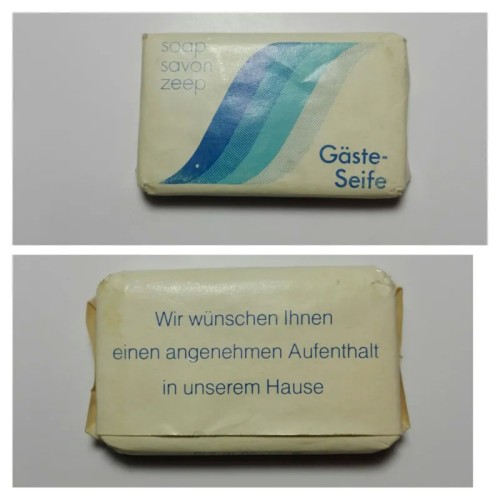 soap
savon
zeep
Gäste-
Seife
Wir wünschen Ihnen
einen angenehmen Aufenthalt
in unserem Hause